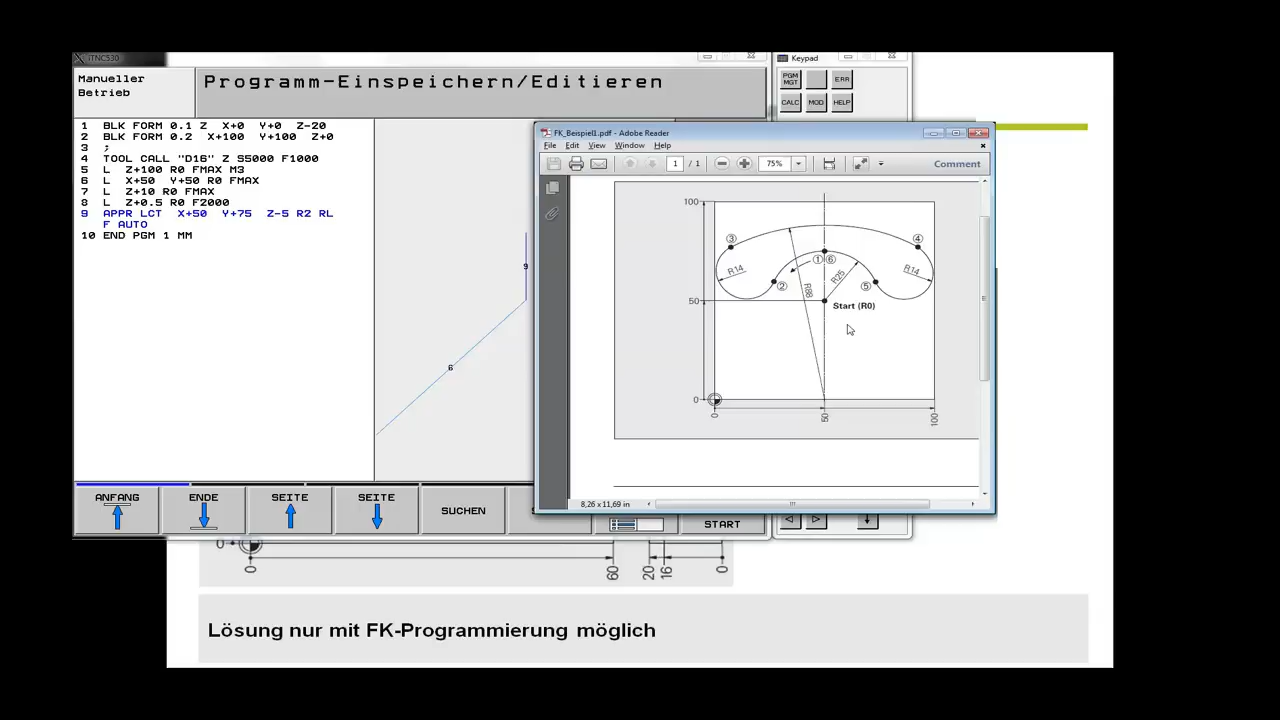 iTNC530
Manueller
Betrieb
Programm-Einspeichern/Editieren
1 BLK FORM 0.1 Z X+0 Y+0 Z-20
2 BLK FORM 0.2 X+100 Y+100 Z+0
3 ;
4 TOOL CALL "D16" Z S5000 F1000
5 L Z+100 R0 FMAX M3
6 L X+50 Y+50 R0 FMAX
7 L Z+10 R0 FMAX
8 L Z+0.5 R0 F2000
9 APPR LCT X+50 Y+75 Z-5 R2 RL
F AUTO
10 END PGM 1 MM
9
6
ANFANG
ENDE
SEITE
SEITE
SUCHEN
START
Keypad
PGM
MGT
ERR
CALC
MOD
HELP
FK_Beispiel1.pdf - Adobe Reader
File Edit View Window Help
1 / 1
75%
Comment
100
3
4
R14
1 6
R25
R14
2
R88
5
50
Start (R0)
0
0
50
100
8,26 x 11,69 in
0
0
60
20
16
0
Lösung nur mit FK-Programmierung möglich